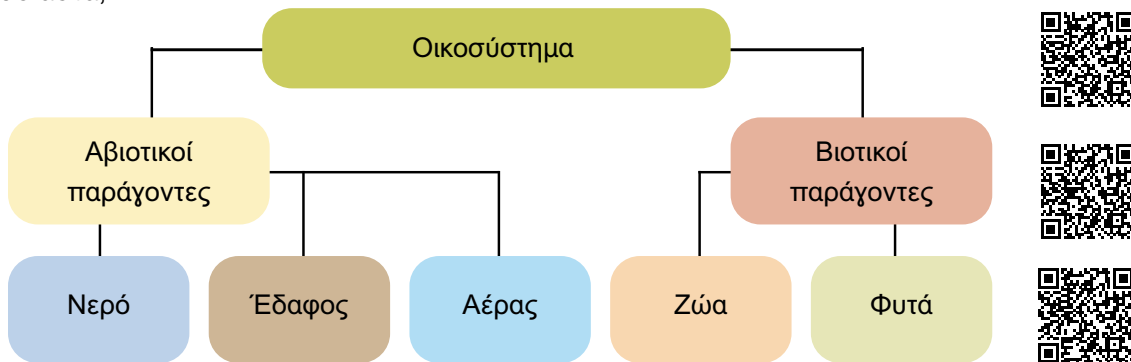 Οικοσύστημα
Αβιοτικοί
παράγοντες
Βιοτικοί
παράγοντες
Νερό
Έδαφος
Αέρας
Ζώα
Φυτά